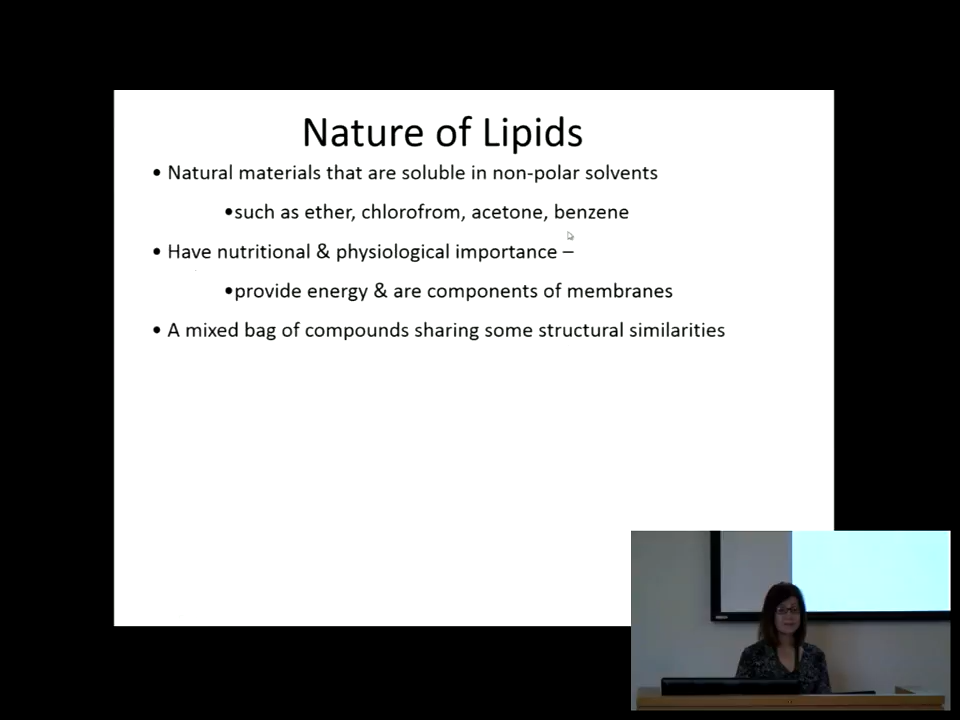 Nature of Lipids
• Natural materials that are soluble in non-polar solvents
•such as ether, chlorofrom, acetone, benzene
• Have nutritional & physiological importance –
•provide energy & are components of membranes
• A mixed bag of compounds sharing some structural similarities